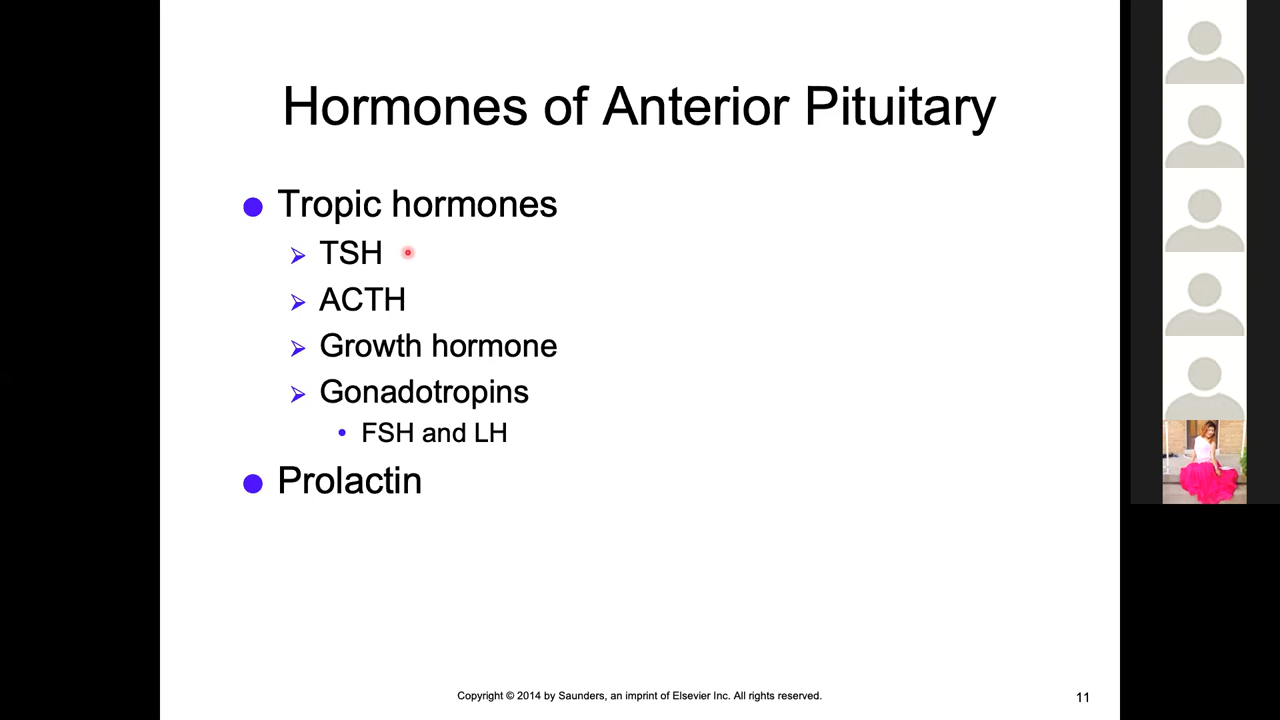 Hormones of Anterior Pituitary
Tropic hormones
TSH
ACTH
Growth hormone
Gonadotropins
FSH and LH
Prolactin
Copyright © 2014 by Saunders, an imprint of Elsevier Inc. All rights reserved.
11